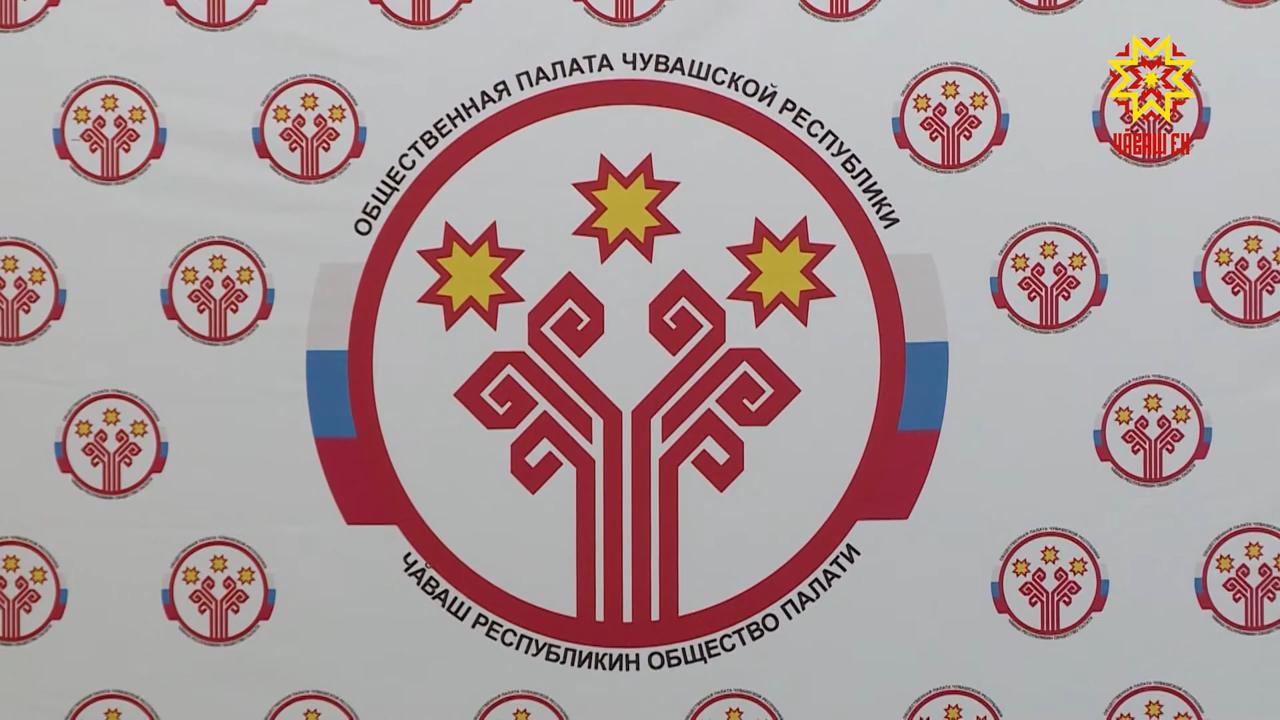 ОБЩЕСТВЕННАЯ ПАЛАТА ЧУВАШСКОЙ РЕСПУБЛИКИ
ЧӐВАШ РЕСПУБЛИКИН ОБЩЕСТВО ПАЛАТИ
ЧӐВАШ ЕН